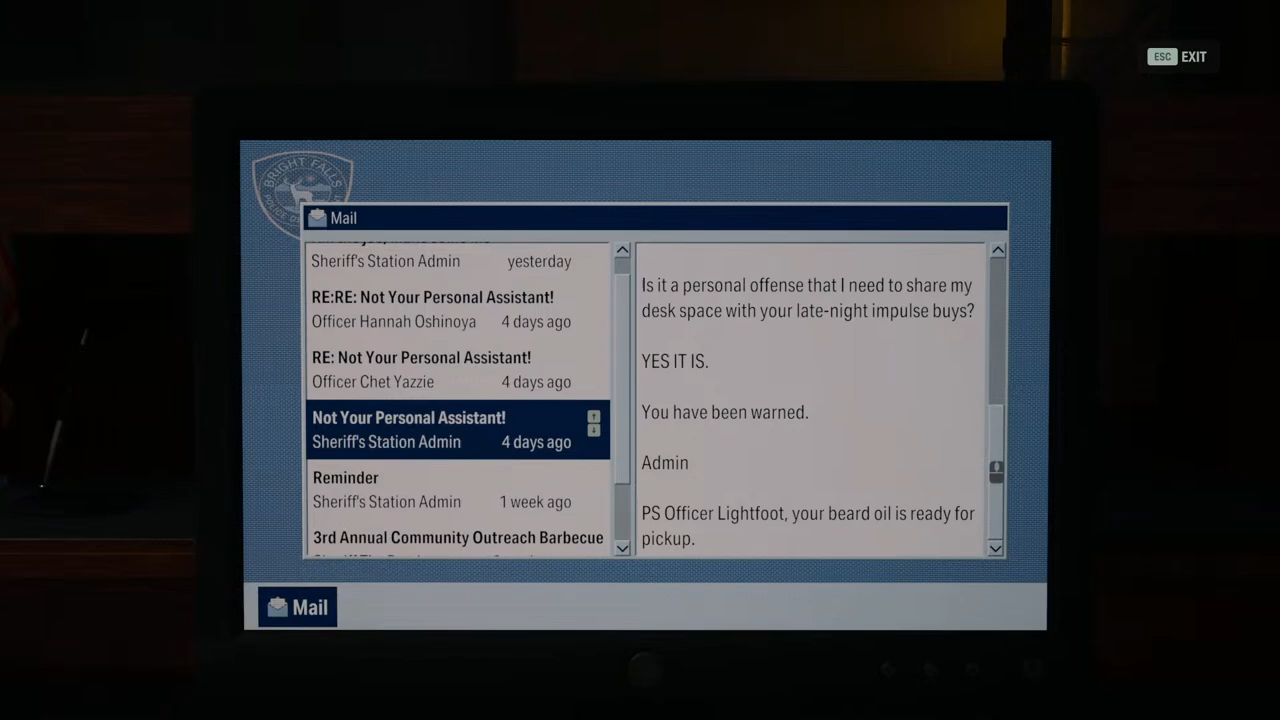 ESC EXIT
BRIGHT FALLS
Mail
Sheriff's Station Admin yesterday
RE:RE: Not Your Personal Assistant!
Officer Hannah Oshinoya 4 days ago
RE: Not Your Personal Assistant!
Officer Chet Yazzie 4 days ago
Not Your Personal Assistant!
Sheriff's Station Admin 4 days ago
Reminder
Sheriff's Station Admin 1 week ago
3rd Annual Community Outreach Barbecue
Is it a personal offense that I need to share my
desk space with your late-night impulse buys?
YES IT IS.
You have been warned.
Admin
PS Officer Lightfoot, your beard oil is ready for
pickup.
Mail